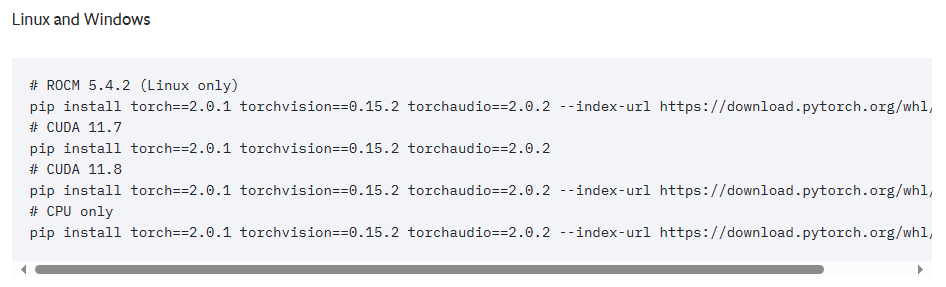 Linux and Windows
# ROCM 5.4.2 (Linux only)
pip install torch==2.0.1 torchvision==0.15.2 torchaudio==2.0.2 --index-url https://download.pytorch.org/whl/
# CUDA 11.7
pip install torch==2.0.1 torchvision==0.15.2 torchaudio==2.0.2
# CUDA 11.8
pip install torch==2.0.1 torchvision==0.15.2 torchaudio==2.0.2 --index-url https://download.pytorch.org/whl/
# CPU only
pip install torch==2.0.1 torchvision==0.15.2 torchaudio==2.0.2 --index-url https://download.pytorch.org/whl/